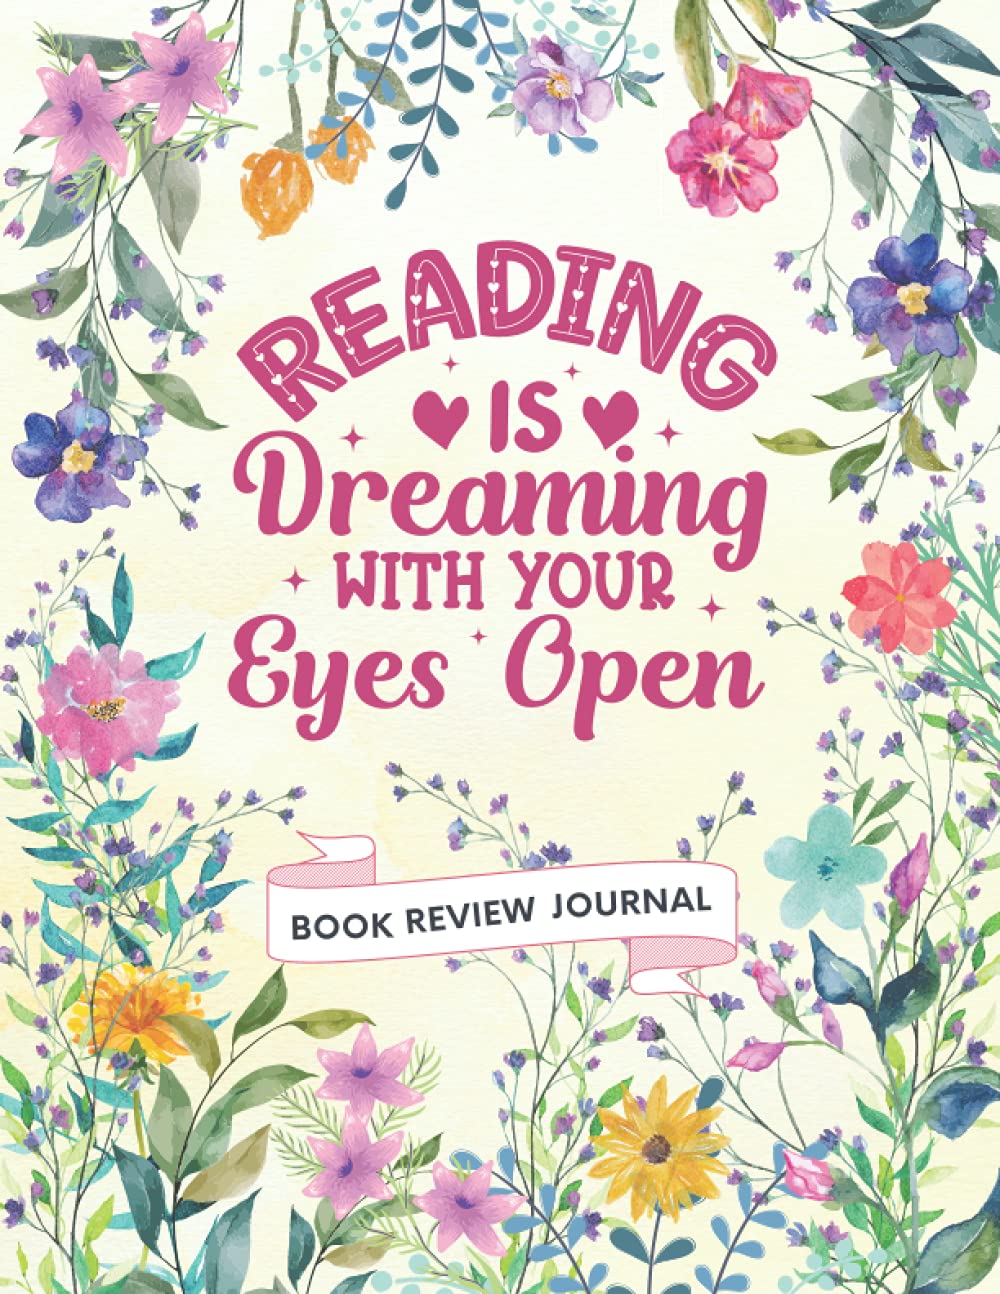 READING
IS
Dreaming
WITH YOUR
Eyes Open
BOOK REVIEW JOURNAL